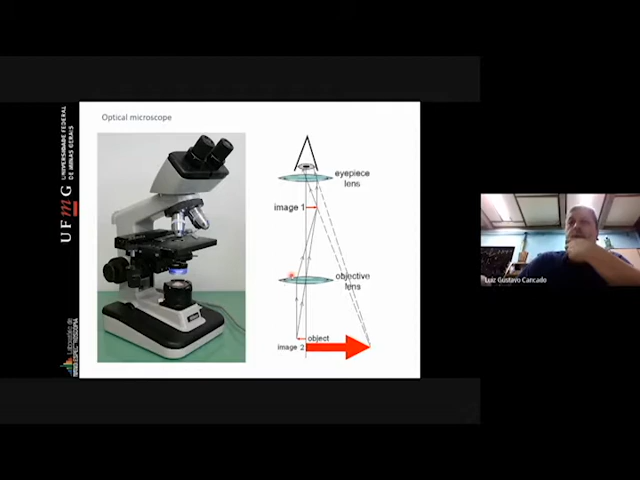 Optical microscope
UNIVERSIDADE FEDERAL
DE MINAS GERAIS
UFmG
eyepiece
lens
image 1
objective
lens
object
image 2
Luiz Gustavo Cancado